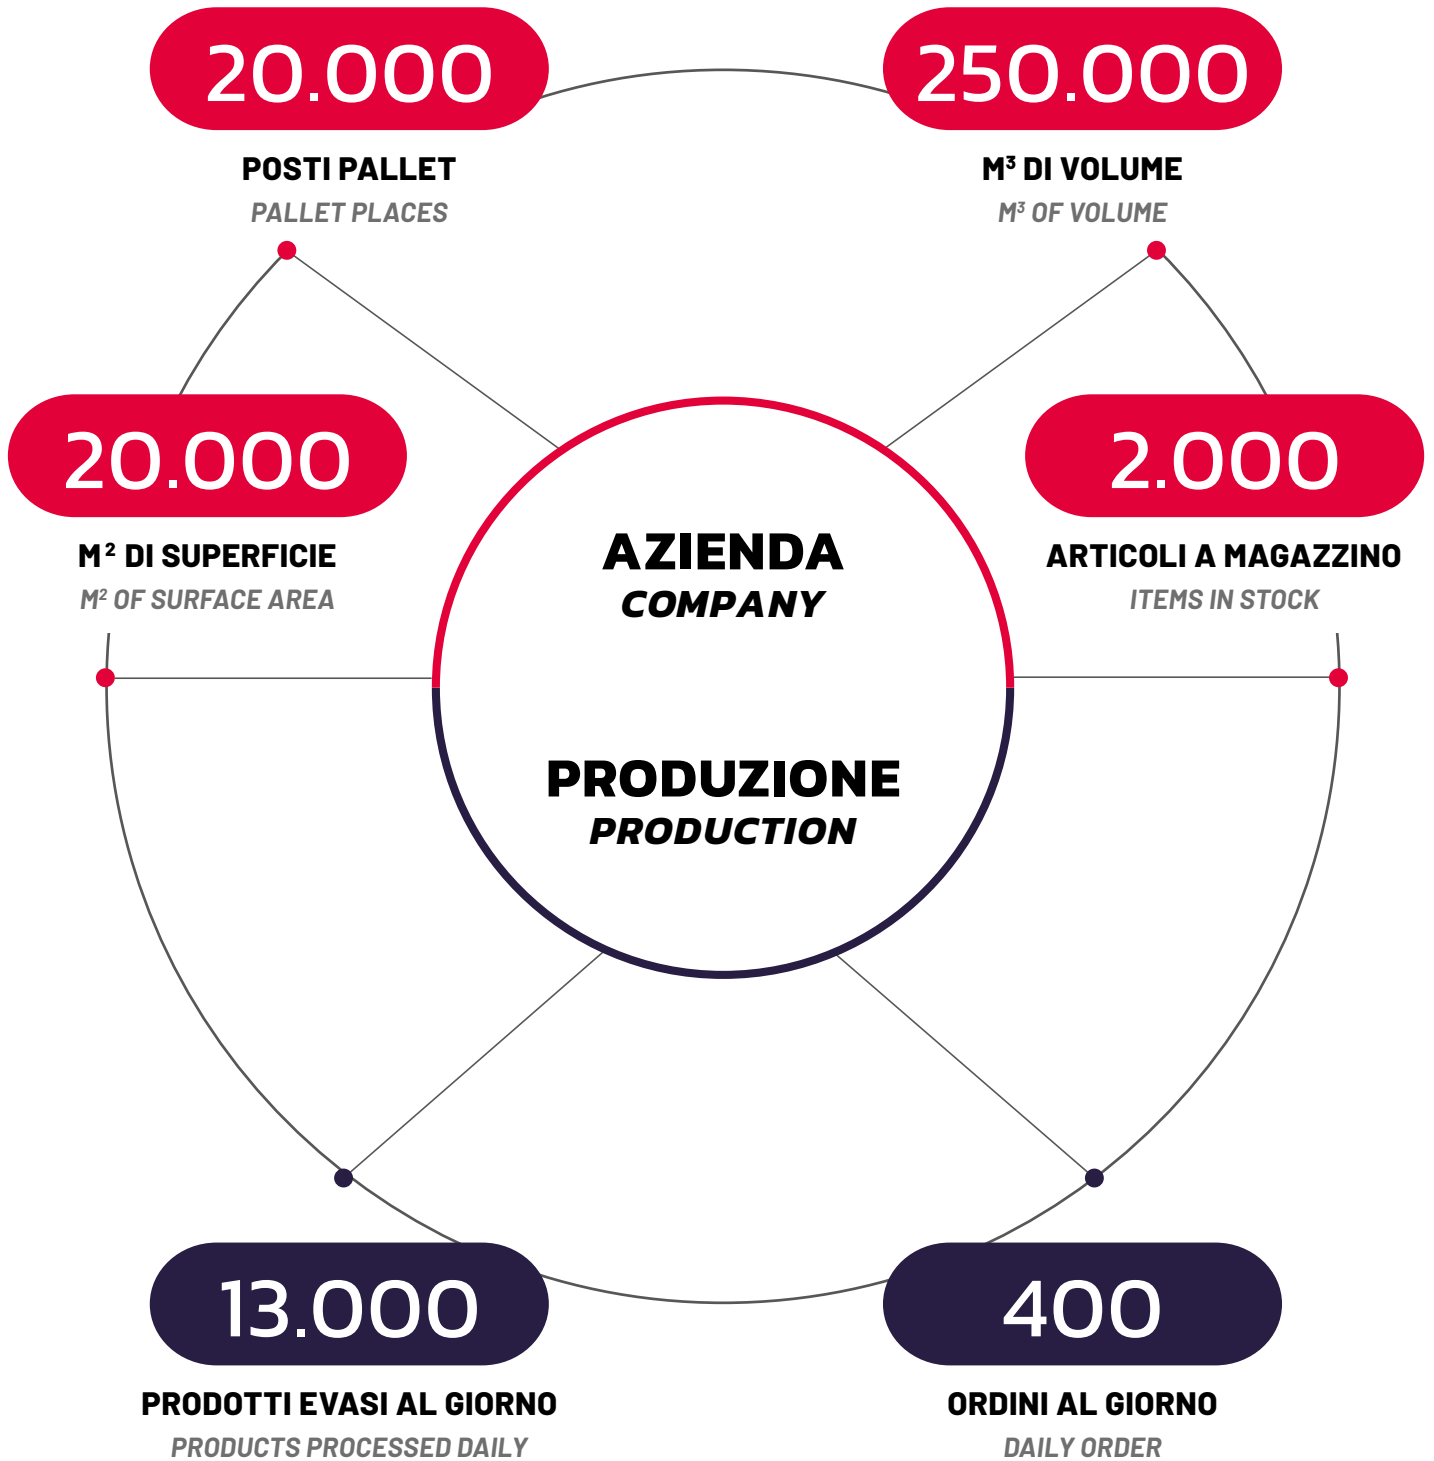 20.000
POSTI PALLET
PALLET PLACES
250.000
M³ DI VOLUME
M³ OF VOLUME
20.000
M² DI SUPERFICIE
M² OF SURFACE AREA
2.000
ARTICOLI A MAGAZZINO
ITEMS IN STOCK
AZIENDA
COMPANY
PRODUZIONE
PRODUCTION
13.000
PRODOTTI EVASI AL GIORNO
PRODUCTS PROCESSED DAILY
400
ORDINI AL GIORNO
DAILY ORDER